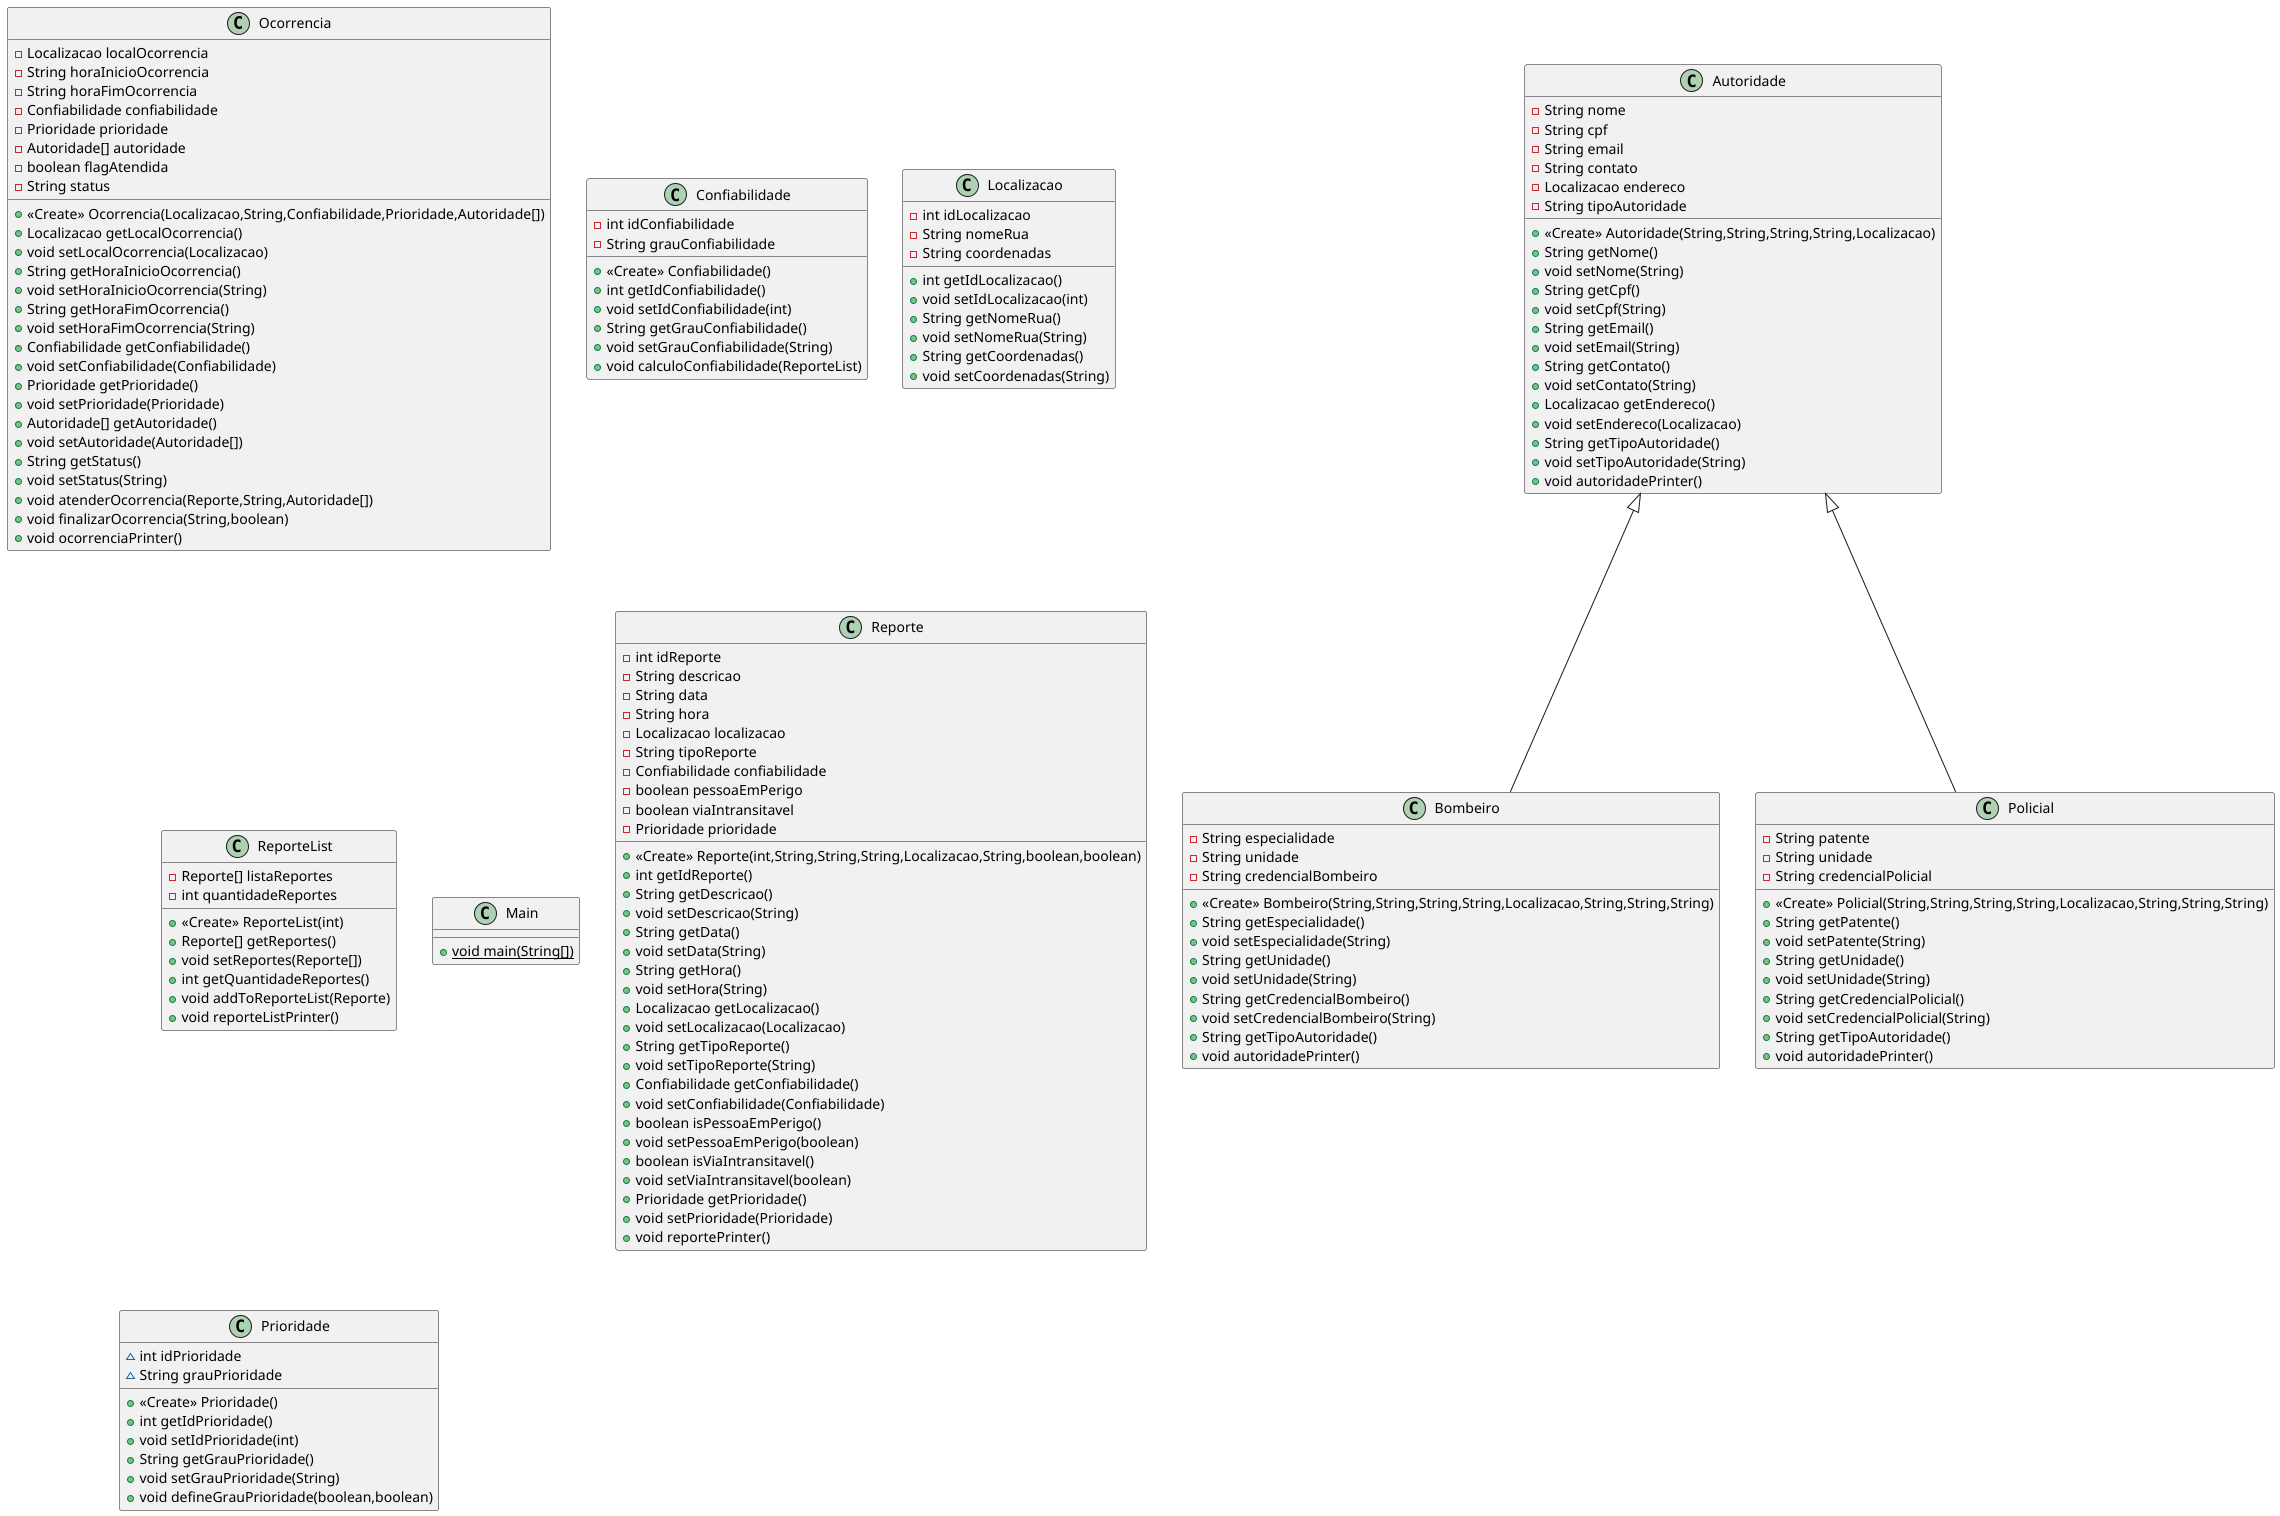 Ocorrencia
Localizacao localOcorrencia
String horaInicioOcorrencia
String horaFimOcorrencia
Confiabilidade confiabilidade
Prioridade prioridade
Autoridade[] autoridade
boolean flagAtendida
String status
«Create» Ocorrencia(Localizacao,String,Confiabilidade,Prioridade,Autoridade[])
Localizacao getLocalOcorrencia()
void setLocalOcorrencia(Localizacao)
String getHoraInicioOcorrencia()
void setHoraInicioOcorrencia(String)
String getHoraFimOcorrencia()
void setHoraFimOcorrencia(String)
Confiabilidade getConfiabilidade()
void setConfiabilidade(Confiabilidade)
Prioridade getPrioridade()
void setPrioridade(Prioridade)
Autoridade[] getAutoridade()
void setAutoridade(Autoridade[])
String getStatus()
void setStatus(String)
void atenderOcorrencia(Reporte,String,Autoridade[])
void finalizarOcorrencia(String,boolean)
void ocorrenciaPrinter()
Confiabilidade
int idConfiabilidade
String grauConfiabilidade
«Create» Confiabilidade()
int getIdConfiabilidade()
void setIdConfiabilidade(int)
String getGrauConfiabilidade()
void setGrauConfiabilidade(String)
void calculoConfiabilidade(ReporteList)
Localizacao
int idLocalizacao
String nomeRua
String coordenadas
int getIdLocalizacao()
void setIdLocalizacao(int)
String getNomeRua()
void setNomeRua(String)
String getCoordenadas()
void setCoordenadas(String)
Autoridade
String nome
String cpf
String email
String contato
Localizacao endereco
String tipoAutoridade
«Create» Autoridade(String,String,String,String,Localizacao)
String getNome()
void setNome(String)
String getCpf()
void setCpf(String)
String getEmail()
void setEmail(String)
String getContato()
void setContato(String)
Localizacao getEndereco()
void setEndereco(Localizacao)
String getTipoAutoridade()
void setTipoAutoridade(String)
void autoridadePrinter()
ReporteList
Reporte[] listaReportes
int quantidadeReportes
«Create» ReporteList(int)
Reporte[] getReportes()
void setReportes(Reporte[])
int getQuantidadeReportes()
void addToReporteList(Reporte)
void reporteListPrinter()
Main
void main(String[])
Reporte
int idReporte
String descricao
String data
String hora
Localizacao localizacao
String tipoReporte
Confiabilidade confiabilidade
boolean pessoaEmPerigo
boolean viaIntransitavel
Prioridade prioridade
«Create» Reporte(int,String,String,String,Localizacao,String,boolean,boolean)
int getIdReporte()
String getDescricao()
void setDescricao(String)
String getData()
void setData(String)
String getHora()
void setHora(String)
Localizacao getLocalizacao()
void setLocalizacao(Localizacao)
String getTipoReporte()
void setTipoReporte(String)
Confiabilidade getConfiabilidade()
void setConfiabilidade(Confiabilidade)
boolean isPessoaEmPerigo()
void setPessoaEmPerigo(boolean)
boolean isViaIntransitavel()
void setViaIntransitavel(boolean)
Prioridade getPrioridade()
void setPrioridade(Prioridade)
void reportePrinter()
Bombeiro
String especialidade
String unidade
String credencialBombeiro
«Create» Bombeiro(String,String,String,String,Localizacao,String,String,String)
String getEspecialidade()
void setEspecialidade(String)
String getUnidade()
void setUnidade(String)
String getCredencialBombeiro()
void setCredencialBombeiro(String)
String getTipoAutoridade()
void autoridadePrinter()
Policial
String patente
String unidade
String credencialPolicial
«Create» Policial(String,String,String,String,Localizacao,String,String,String)
String getPatente()
void setPatente(String)
String getUnidade()
void setUnidade(String)
String getCredencialPolicial()
void setCredencialPolicial(String)
String getTipoAutoridade()
void autoridadePrinter()
Prioridade
int idPrioridade
String grauPrioridade
«Create» Prioridade()
int getIdPrioridade()
void setIdPrioridade(int)
String getGrauPrioridade()
void setGrauPrioridade(String)
void defineGrauPrioridade(boolean,boolean)